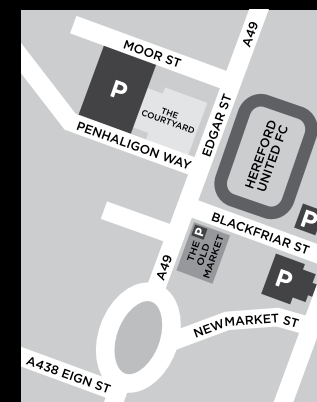 A49
MOOR ST
P
THE
COURTYARD
EDGAR ST
PENHALIGON WAY
HEREFORD
UNITED FC
P
BLACKFRIAR ST
P
THE
OLD
MARKET
A49
P
NEWMARKET ST
A438 EIGN ST